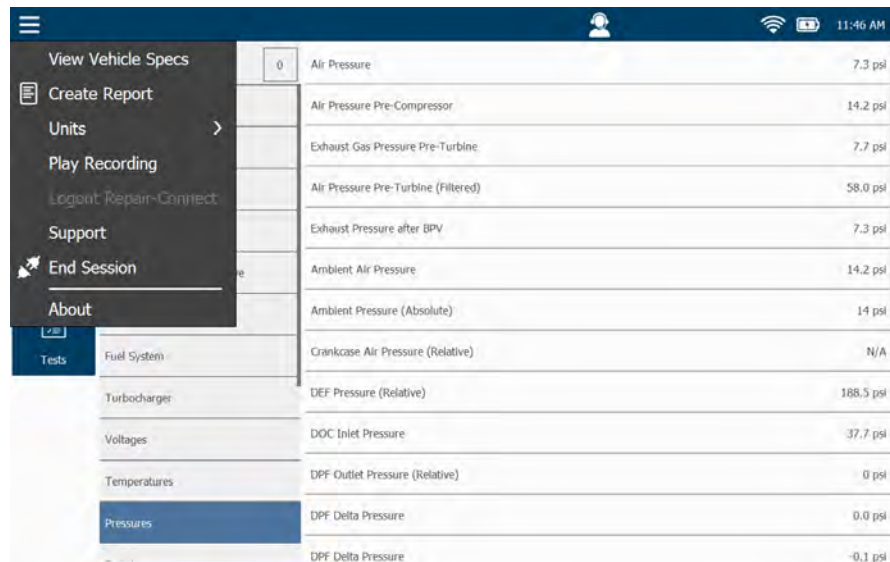 11:46 AM
View Vehicle Specs
Create Report
Units
Play Recording
Logout Repair-Connect
Support
End Session
About
Tests
0
Fuel System
Turbocharger
Voltages
Temperatures
Pressures
Air Pressure 7.3 psi
Air Pressure Pre-Compressor 14.2 psi
Exhaust Gas Pressure Pre-Turbine 7.7 psi
Air Pressure Pre-Turbine (Filtered) 58.0 psi
Exhaust Pressure after BPV 7.3 psi
Ambient Air Pressure 14.2 psi
Ambient Pressure (Absolute) 14 psi
Crankcase Air Pressure (Relative) N/A
DEF Pressure (Relative) 188.5 psi
DOC Inlet Pressure 37.7 psi
DPF Outlet Pressure (Relative) 0 psi
DPF Delta Pressure 0.0 psi
DPF Delta Pressure -0.1 psi